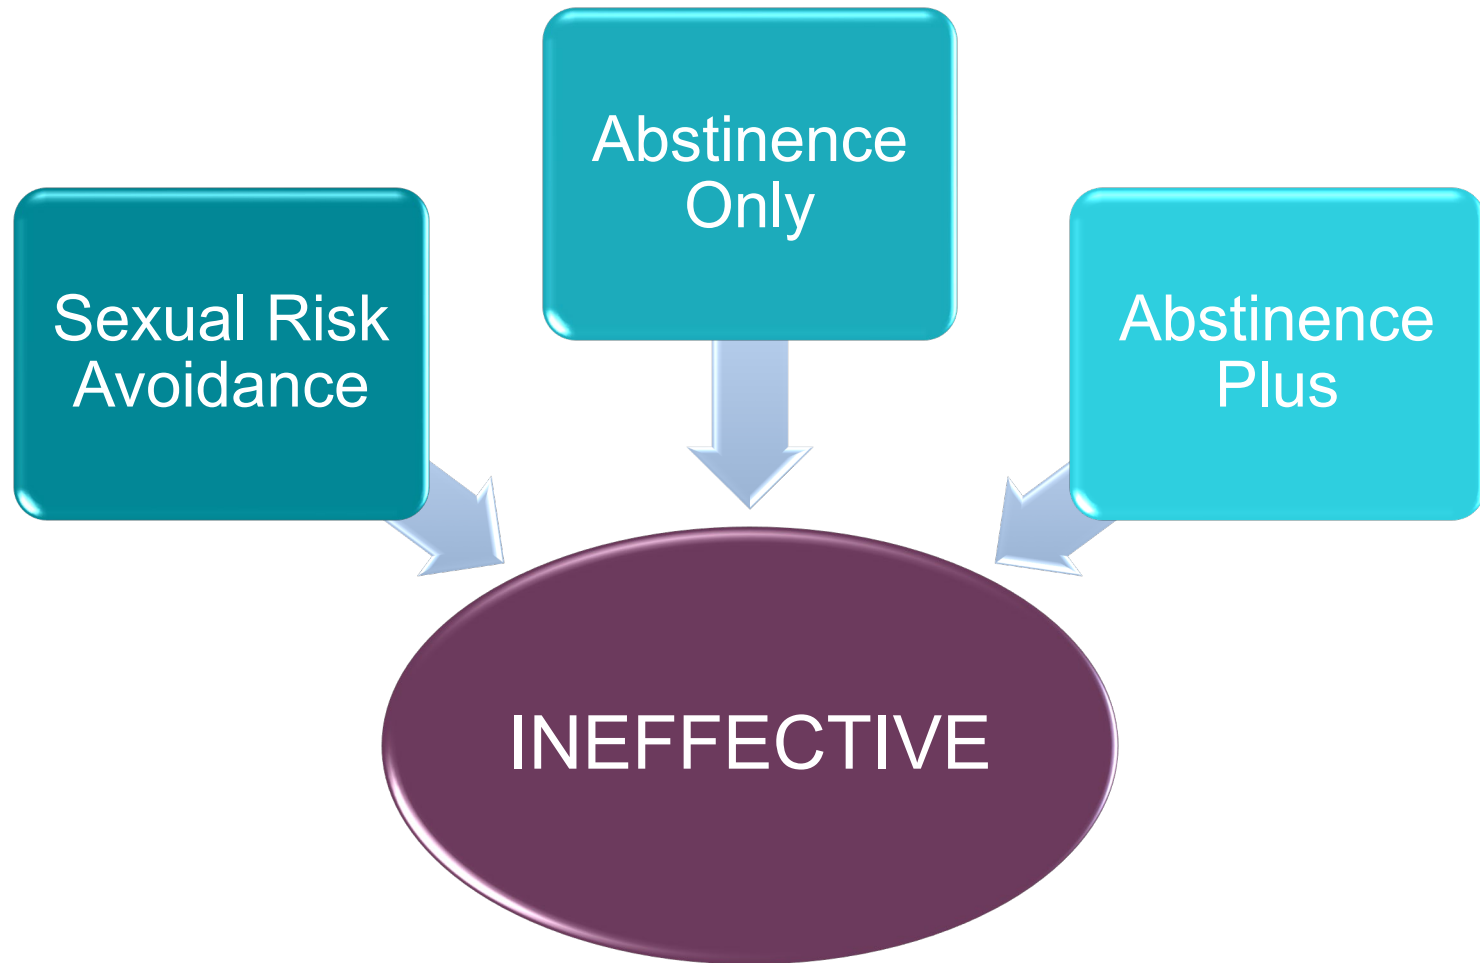 Sexual Risk
Avoidance
Abstinence
Only
Abstinence
Plus
INEFFECTIVE